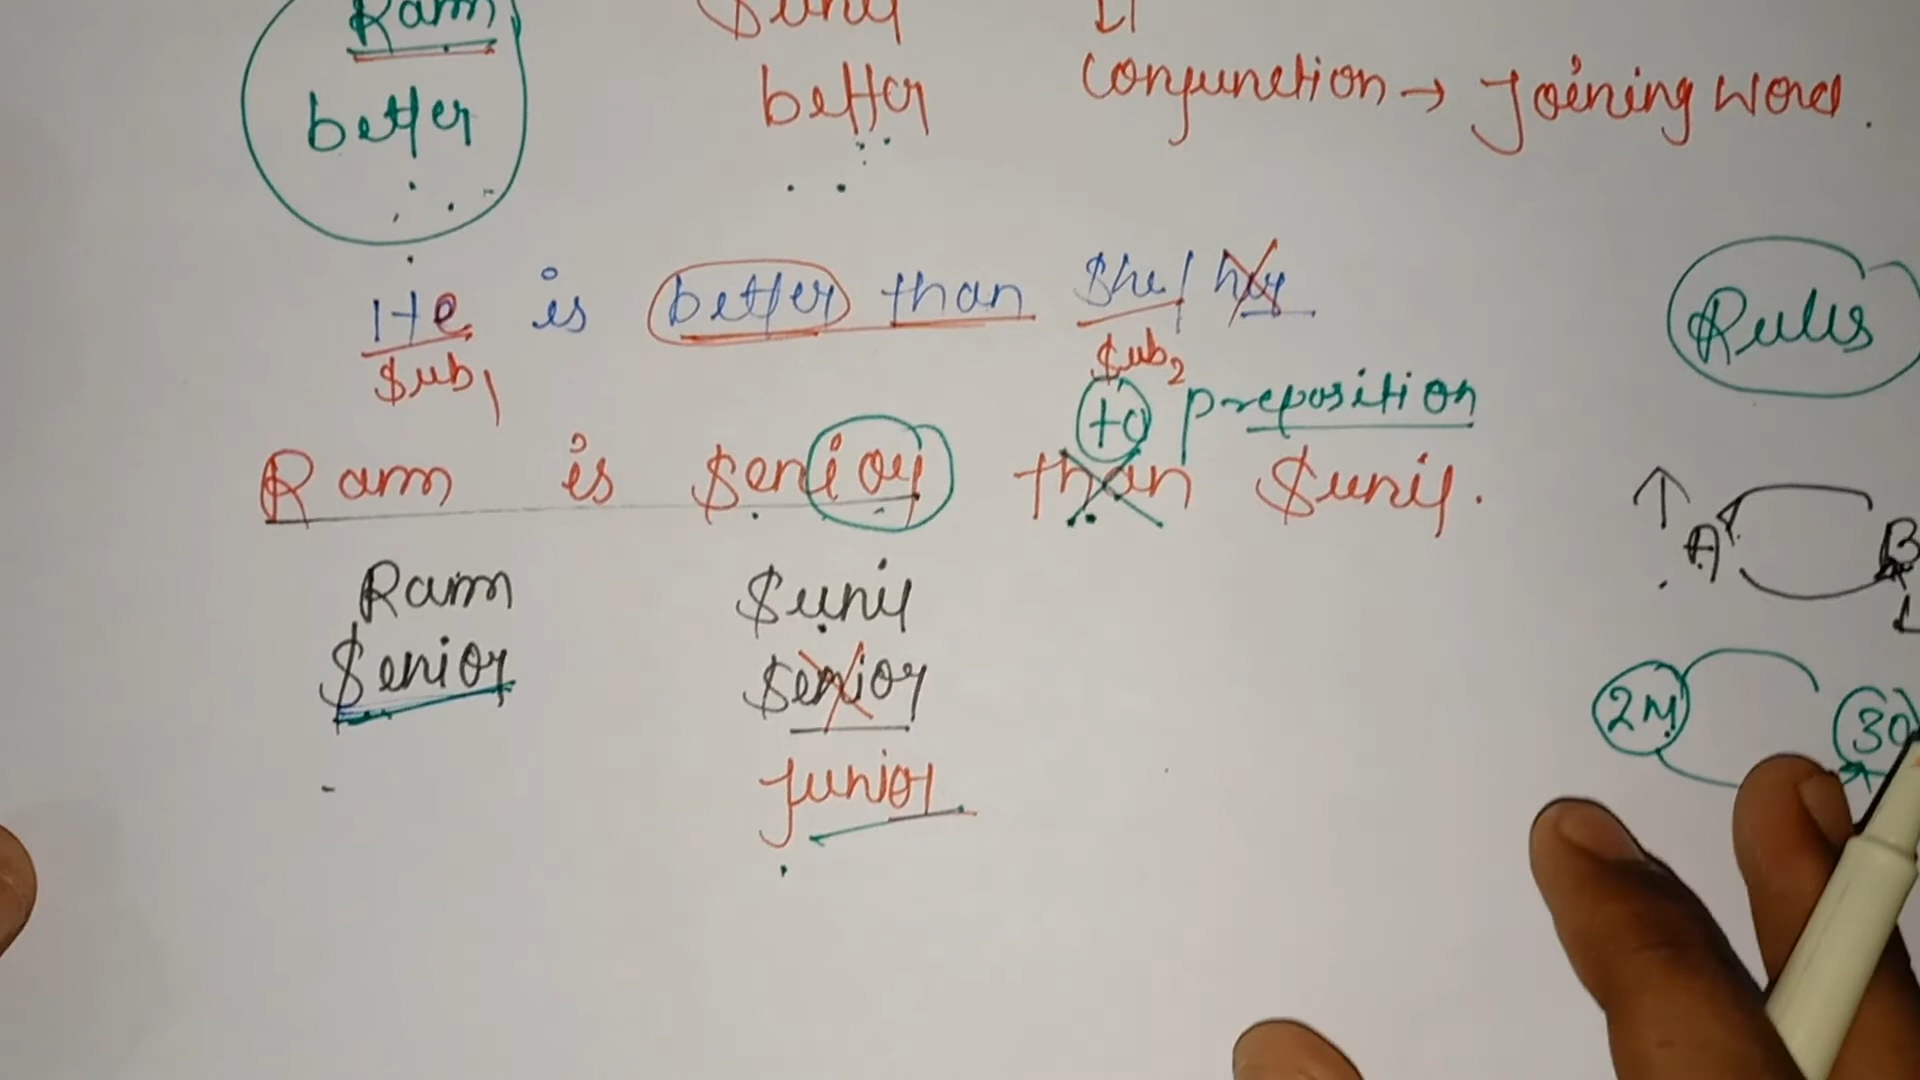 Ram Sunil
better better conjunction → Joining word.
He is better than She/ her
Sub1 Sub2
Rules
to preposition
Ram is Senior than Sunil.
A B
Ram Sunil
Senior Senior
2M 30
Junior